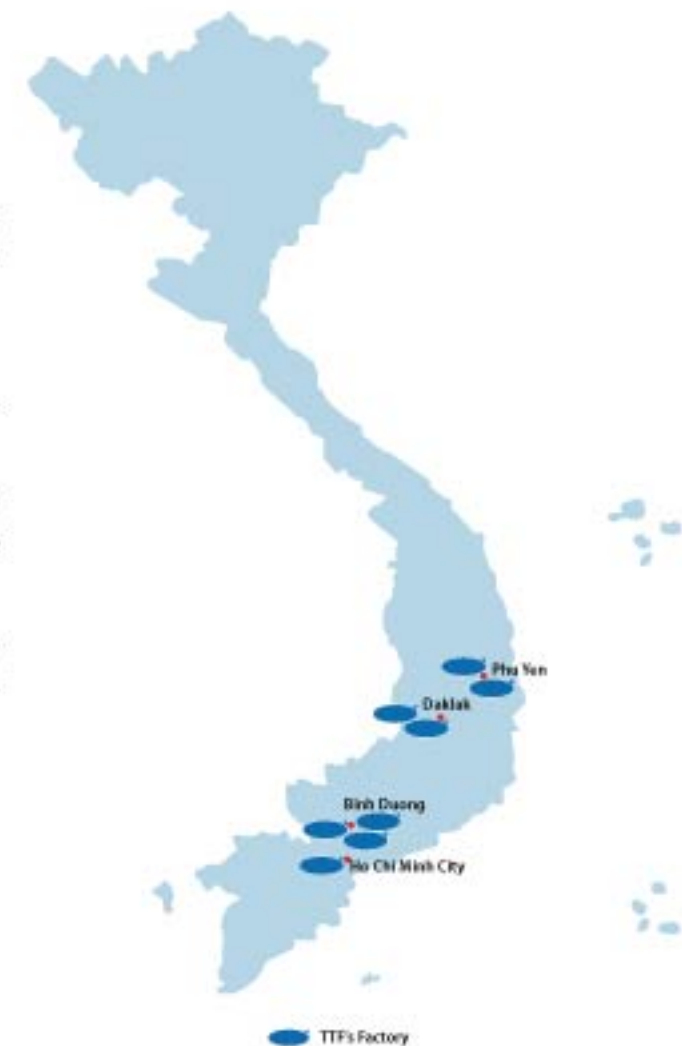 Phu Yen
Daklak
Binh Duong
Ho Chi Minh City
TTF's Factory